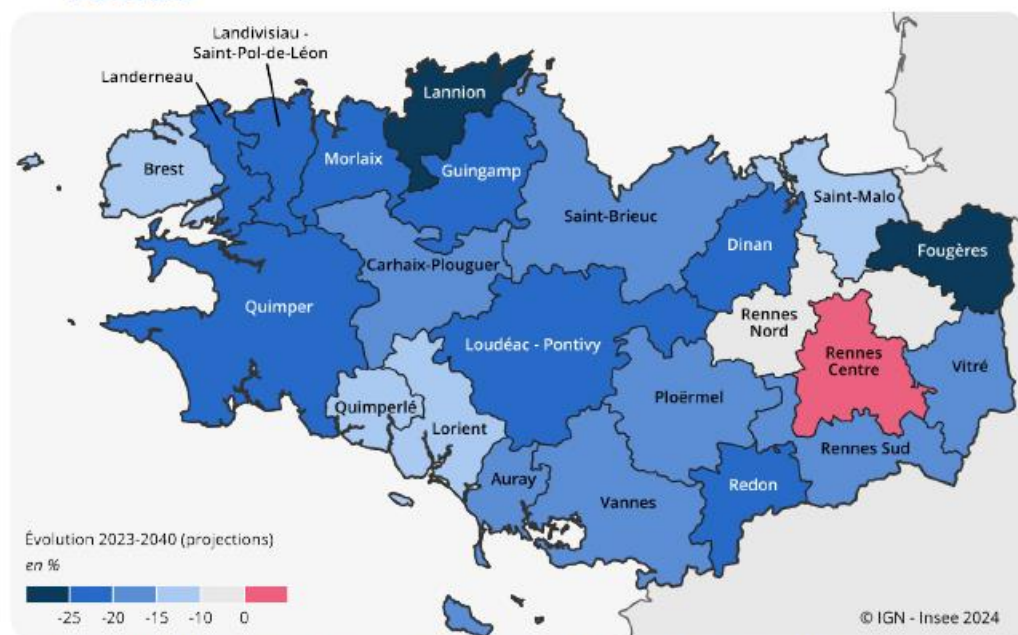 Landivisiau -
Saint-Pol-de-Léon
Landerneau
Lannion
Brest
Morlaix
Guingamp
Saint-Malo
Saint-Brieuc
Dinan
Fougères
Carhaix-Plouguer
Quimper
Rennes
Nord
Loudéac - Pontivy
Rennes
Centre
Vitré
Ploërmel
Quimperlé
Lorient
Rennes Sud
Auray
Redon
Vannes
Évolution 2023-2040 (projections)
en %
-25 -20 -15 -10 0
© IGN - Insee 2024